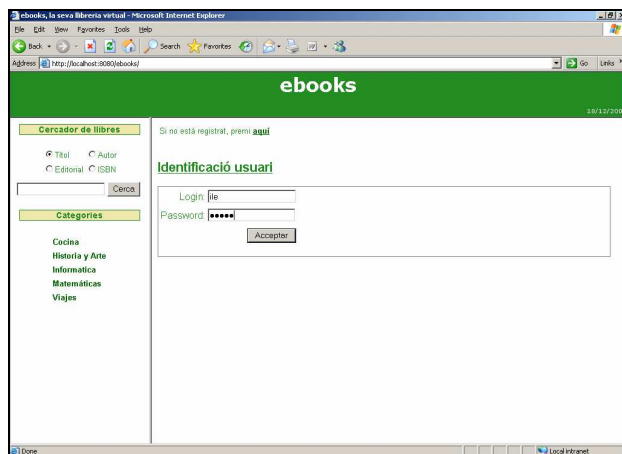 ebooks, la seva llibreria virtual - Microsoft Internet Explorer
File Edit View Favorites Tools Help
Back Search Favorites
Address http://localhost:8080/ebooks/ Go Links
ebooks
Cercador de llibres
Títol Autor
Editorial ISBN
Cerca
Categories
Cocina
Historia y Arte
Informatica
Matemáticas
Viajes
Si no está registrat, premi aquí
Identificació usuari
Login: ile
Password: •••••
Acceptar
Done Local intranet